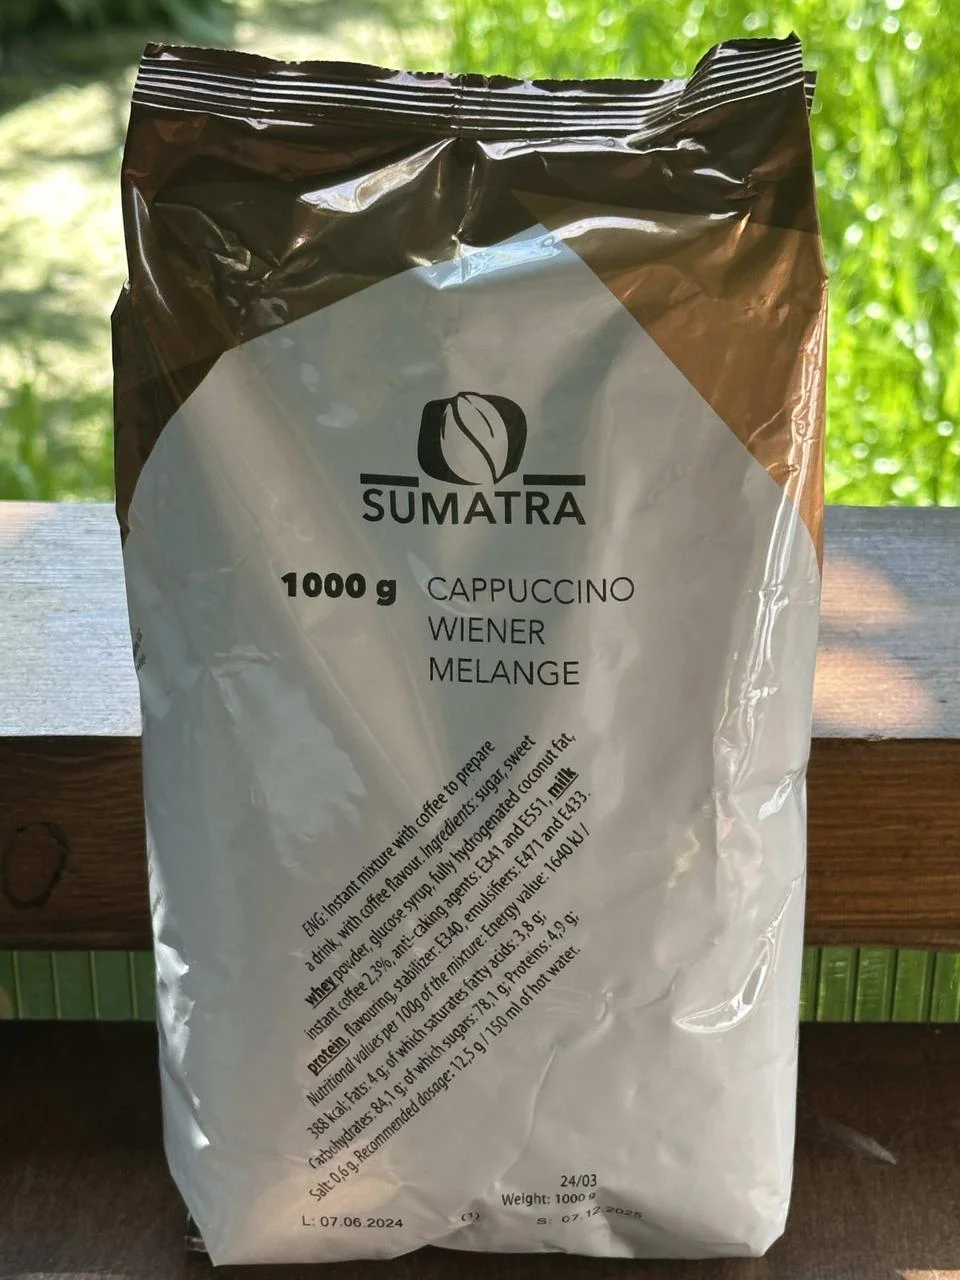 SUMATRA
1000 g CAPPUCCINO
WIENER
MELANGE
ENG: Instant mixture with coffee to prepare
a drink, with coffee flavour. Ingredients: sugar, sweet
whey powder, glucose syrup, fully hydrogenated coconut fat,
instant coffee 2,3%, anti-caking agents: E341 and E551, milk
protein, flavouring, stabilizer: E340, emulsifiers: E471 and E433.
Nutritional values per 100g of the mixture: Energy value: 1640 kJ /
388 kcal; Fats: 4 g; of which saturates fatty acids: 3,8 g;
Carbohydrates: 84,1 g; of which sugars: 78,1 g; Proteins: 4,9 g;
Salt: 0,6 g. Recommended dosage: 12,5 g / 150 ml of hot water.
24/03
Weight: 1000 g
L: 07.06.2024 (1) S: 07.12.2025